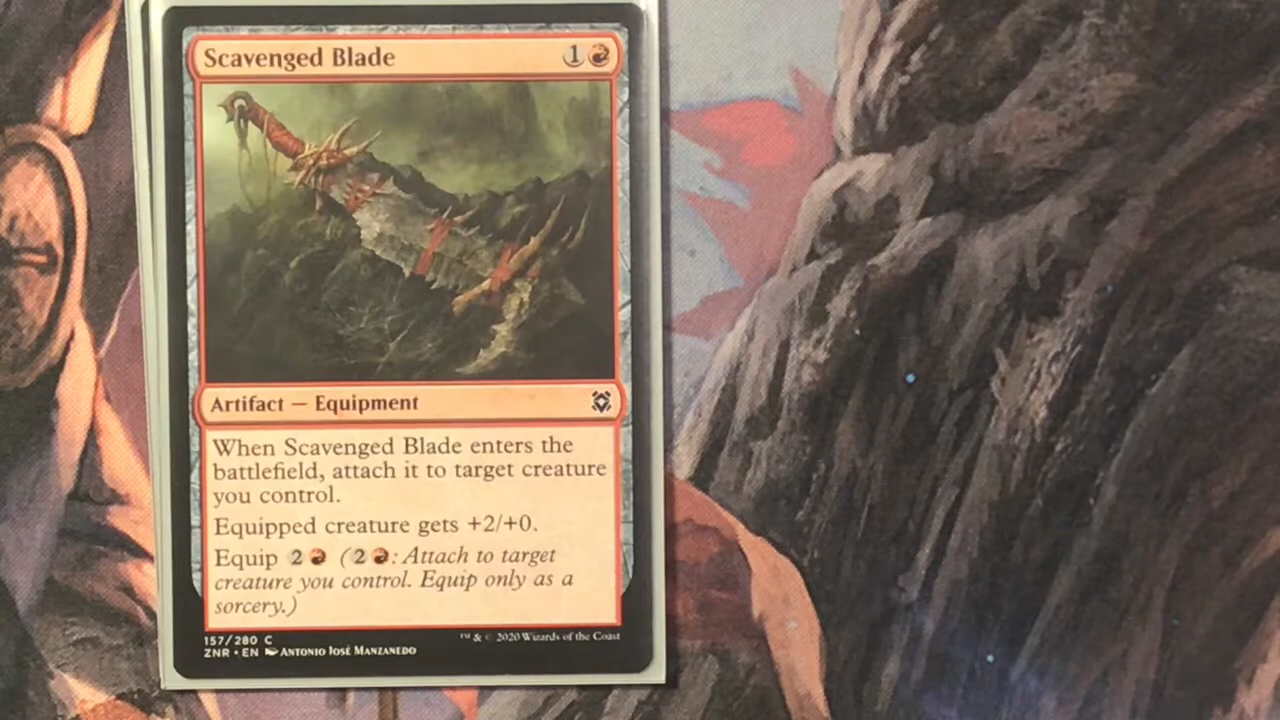 Scavenged Blade 1
Artifact — Equipment
When Scavenged Blade enters the
battlefield, attach it to target creature
you control.
Equipped creature gets +2/+0.
Equip 2 (2 : Attach to target
creature you control. Equip only as a
sorcery.)
157/280 C
™ & © 2020 Wizards of the Coast
ZNR • EN Antonio José Manzanedo